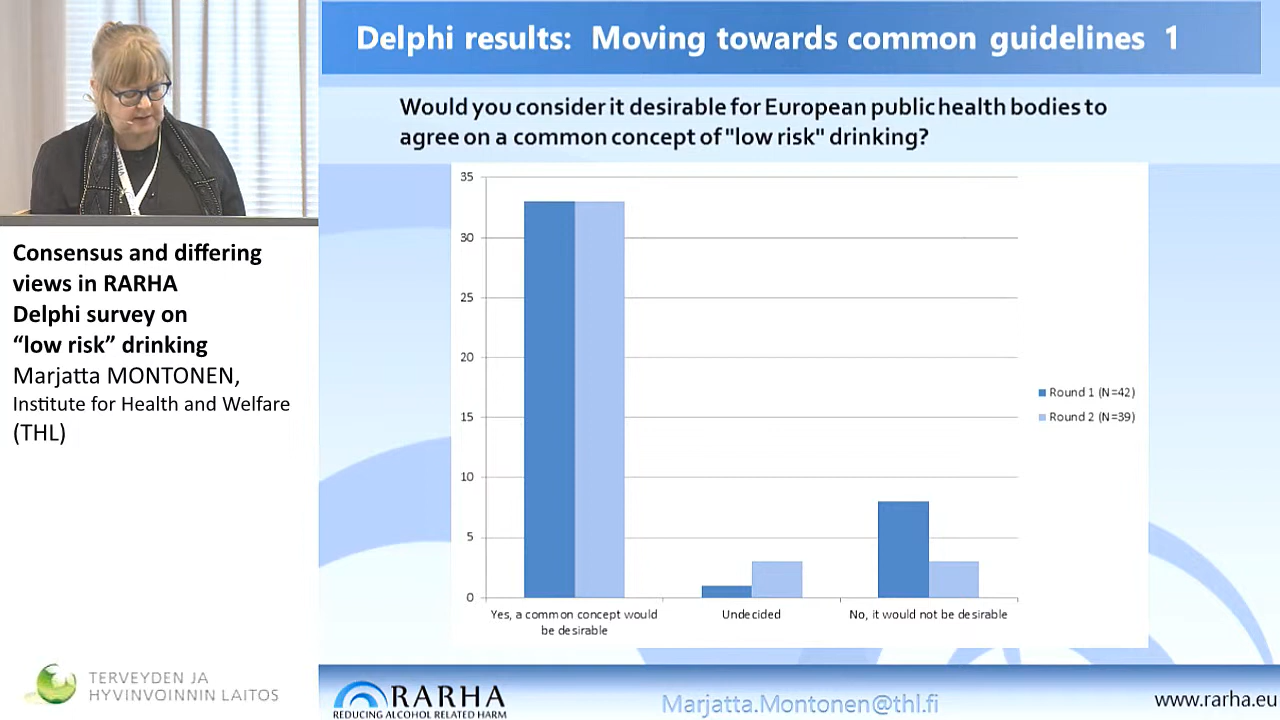 Delphi results: Moving towards common guidelines 1
Would you consider it desirable for European public health bodies to
agree on a common concept of "low risk" drinking?
35
30
25
20
15
10
5
0
Yes, a common concept would
be desirable
Undecided
No, it would not be desirable
Round 1 (N=42)
Round 2 (N=39)
Consensus and differing
views in RARHA
Delphi survey on
“low risk” drinking
Marjatta MONTONEN,
Institute for Health and Welfare
(THL)
TERVEYDEN JA
HYVINVOINNIN LAITOS
RARHA
REDUCING ALCOHOL RELATED HARM
Marjatta.Montonen@thl.fi
www.rarha.eu